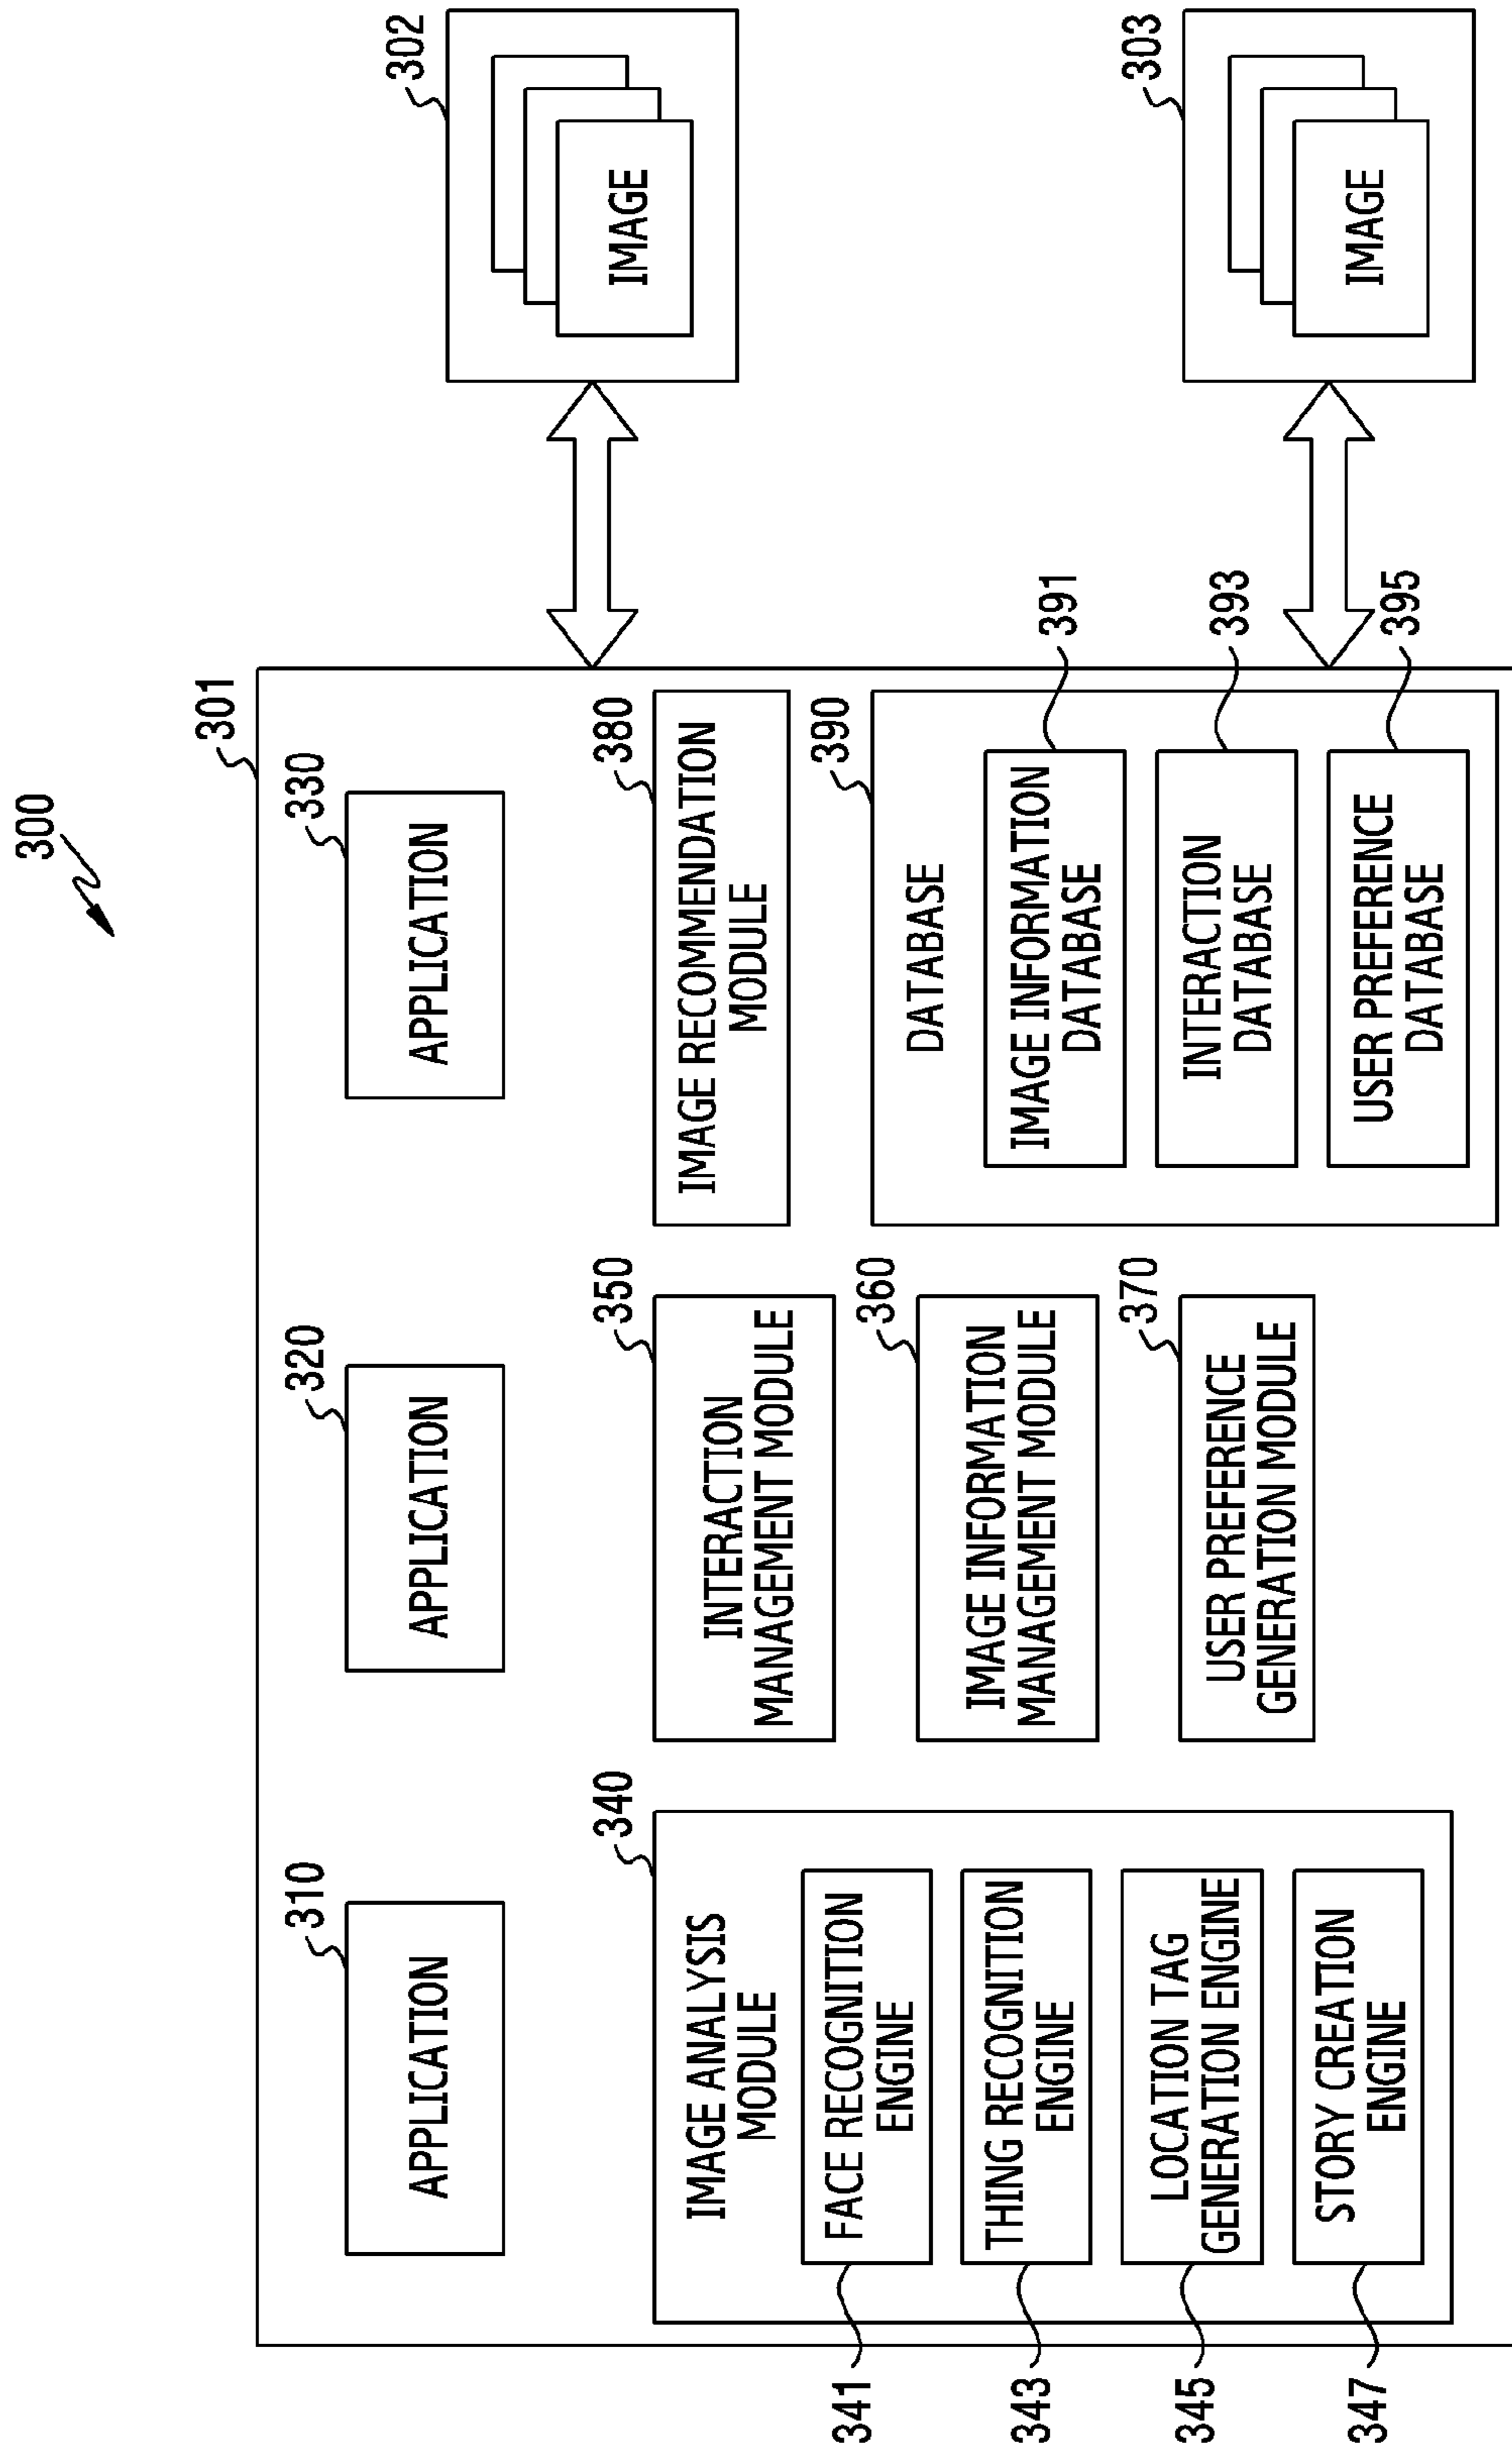 300
301
310
APPLICATION
320
APPLICATION
330
APPLICATION
340
IMAGE ANALYSIS
MODULE
341
FACE RECOGNITION
ENGINE
343
THING RECOGNITION
ENGINE
345
LOCATION TAG
GENERATION ENGINE
347
STORY CREATION
ENGINE
350
INTERACTION
MANAGEMENT MODULE
360
IMAGE INFORMATION
MANAGEMENT MODULE
370
USER PREFERENCE
GENERATION MODULE
380
IMAGE RECOMMENDATION
MODULE
390
DATABASE
391
IMAGE INFORMATION
DATABASE
393
INTERACTION
DATABASE
395
USER PREFERENCE
DATABASE
302
IMAGE
303
IMAGE